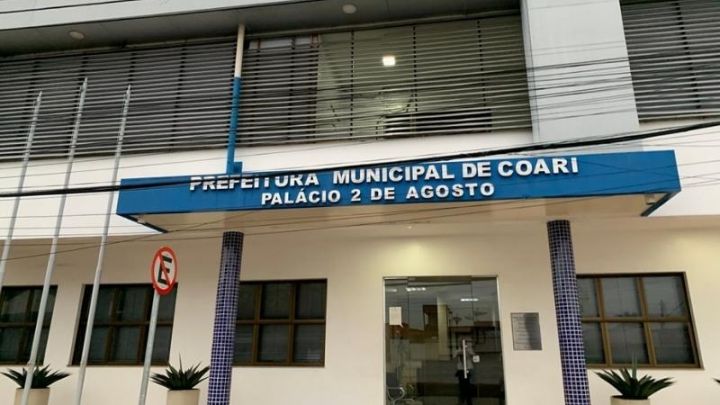 PREFEITURA MUNICIPAL DE COARI
PALÁCIO 2 DE AGOSTO
E